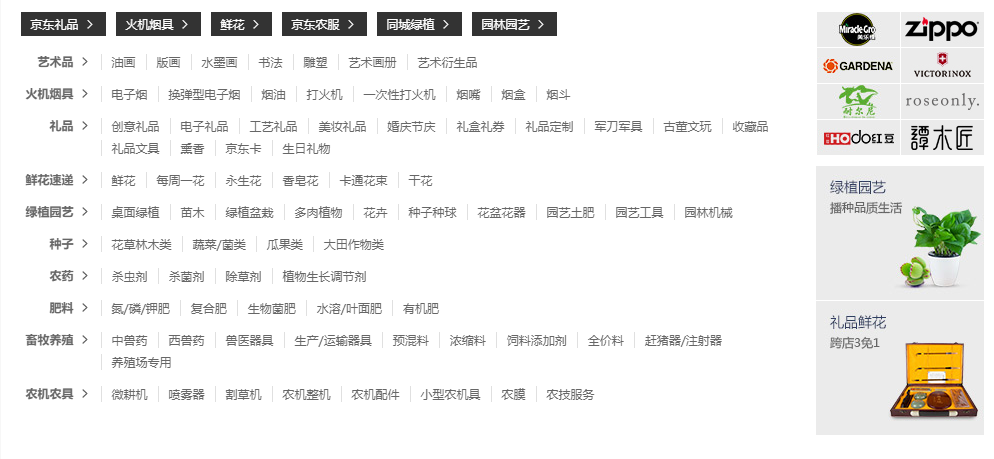 京东礼品 火机烟具 鲜花 京东农服 同城绿植 园林园艺
艺术品 油画 版画 水墨画 书法 雕塑 艺术画册 艺术衍生品
火机烟具 电子烟 换弹型电子烟 烟油 打火机 一次性打火机 烟嘴 烟盒 烟斗
礼品 创意礼品 电子礼品 工艺礼品 美妆礼品 婚庆节庆 礼盒礼券 礼品定制 军刀军具 古董文玩 收藏品
礼品文具 熏香 京东卡 生日礼物
鲜花速递 鲜花 每周一花 永生花 香皂花 卡通花束 干花
绿植园艺 桌面绿植 苗木 绿植盆栽 多肉植物 花卉 种子种球 花盆花器 园艺土肥 园艺工具 园林机械
种子 花草林木类 蔬菜/菌类 瓜果类 大田作物类
农药 杀虫剂 杀菌剂 除草剂 植物生长调节剂
肥料 氮/磷/钾肥 复合肥 生物菌肥 水溶/叶面肥 有机肥
畜牧养殖 中兽药 西兽药 兽医器具 生产/运输器具 预混料 浓缩料 饲料添加剂 全价料 赶猪器/注射器
养殖场专用
农机农具 微耕机 喷雾器 割草机 农机整机 农机配件 小型农机具 农膜 农技服务
Miracle-Gro 美乐棵
zippo
GARDENA
VICTORINOX
耐尔尼
roseonly.
HOdo红豆
譚木匠
绿植园艺
播种品质生活
礼品鲜花
跨店3免1